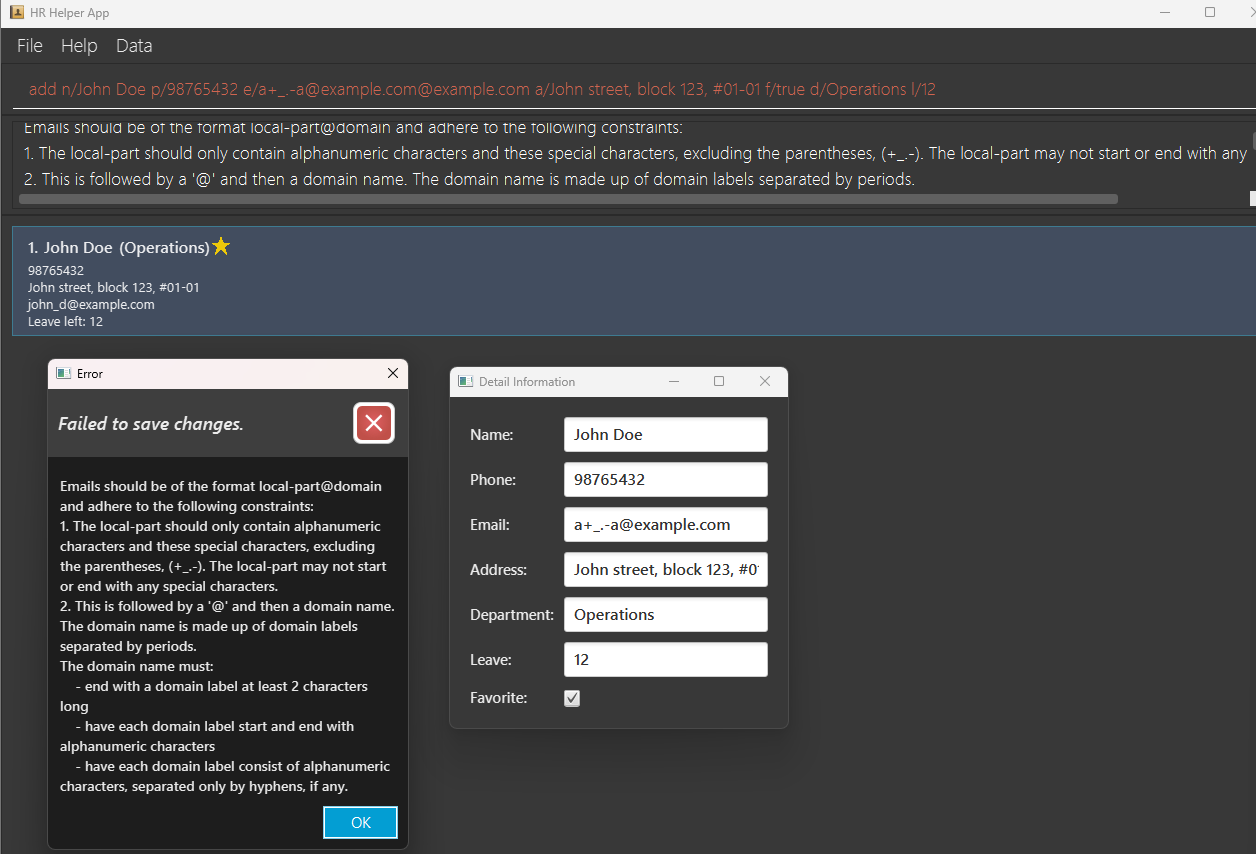 HR Helper App
File Help Data
add n/John Doe p/98765432 e/a+_.-a@example.com@example.com a/John street, block 123, #01-01 f/true d/Operations l/12
Emails should be of the format local-part@domain and adhere to the following constraints:
1. The local-part should only contain alphanumeric characters and these special characters, excluding the parentheses, (+_.-). The local-part may not start or end with any
2. This is followed by a '@' and then a domain name. The domain name is made up of domain labels separated by periods.
1. John Doe (Operations)
98765432
John street, block 123, #01-01
john_d@example.com
Leave left: 12
Error
Failed to save changes.
Emails should be of the format local-part@domain
and adhere to the following constraints:
1. The local-part should only contain alphanumeric
characters and these special characters, excluding
the parentheses, (+_.-). The local-part may not start
or end with any special characters.
2. This is followed by a '@' and then a domain name.
The domain name is made up of domain labels
separated by periods.
The domain name must:
- end with a domain label at least 2 characters
long
- have each domain label start and end with
alphanumeric characters
- have each domain label consist of alphanumeric
characters, separated only by hyphens, if any.
OK
Detail Information
Name: John Doe
Phone: 98765432
Email: a+_.-a@example.com
Address: John street, block 123, #0
Department: Operations
Leave: 12
Favorite: